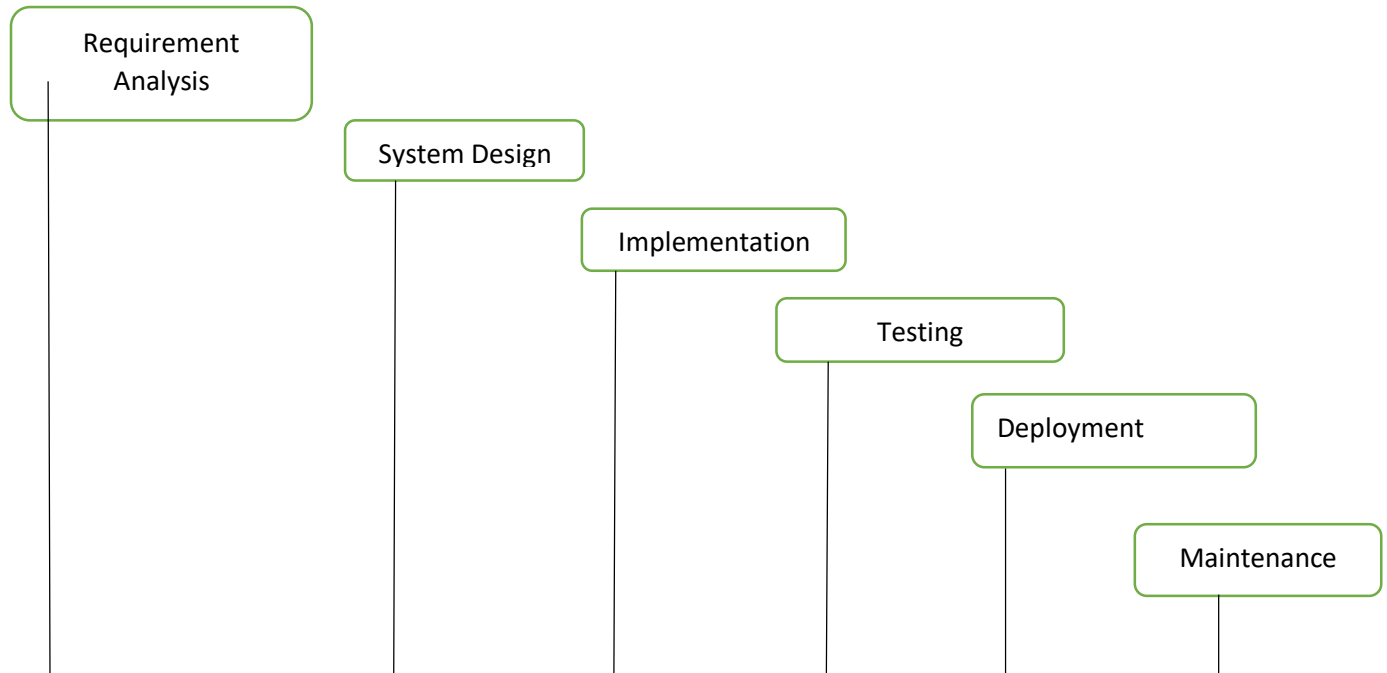 Requirement
Analysis
System Design
Implementation
Testing
Deployment
Maintenance